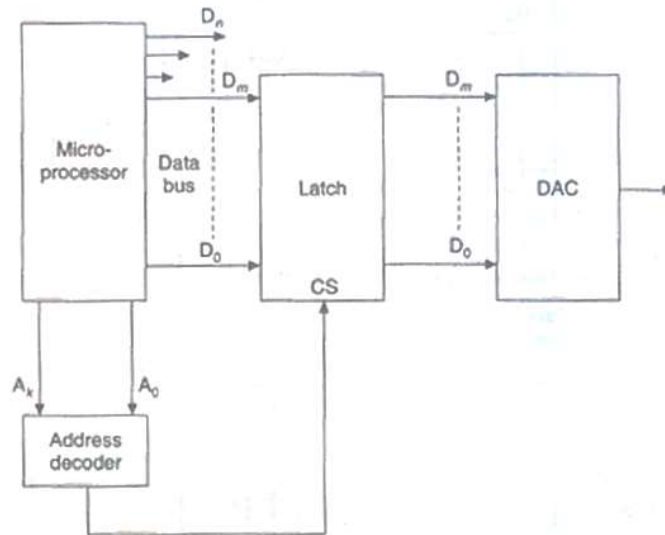 Dn
Dm
Dm
Micro-
processor
Data
bus
Latch
DAC
D0
D0
CS
Ak
A0
Address
decoder